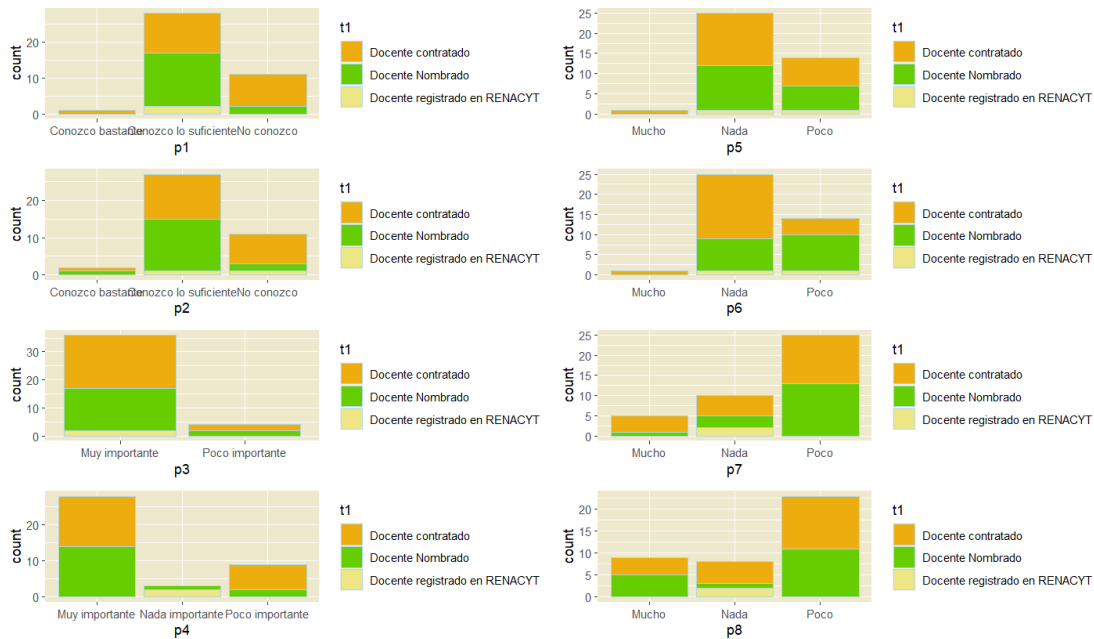 t1
20
10
0
count
Docente contratado
Docente Nombrado
Docente registrado en RENACYT
Conozco bastante Conozco lo suficiente No conozco
p1
t1
25
20
15
10
5
0
count
Docente contratado
Docente Nombrado
Docente registrado en RENACYT
Mucho Nada Poco
p5
t1
20
10
0
count
Docente contratado
Docente Nombrado
Docente registrado en RENACYT
Conozco bastante Conozco lo suficiente No conozco
p2
t1
25
20
15
10
5
0
count
Docente contratado
Docente Nombrado
Docente registrado en RENACYT
Mucho Nada Poco
p6
t1
30
20
10
0
count
Docente contratado
Docente Nombrado
Docente registrado en RENACYT
Muy importante Poco importante
p3
t1
25
20
15
10
5
0
count
Docente contratado
Docente Nombrado
Docente registrado en RENACYT
Mucho Nada Poco
p7
t1
20
10
0
count
Docente contratado
Docente Nombrado
Docente registrado en RENACYT
Muy importante Nada importante Poco importante
p4
t1
20
15
10
5
0
count
Docente contratado
Docente Nombrado
Docente registrado en RENACYT
Mucho Nada Poco
p8